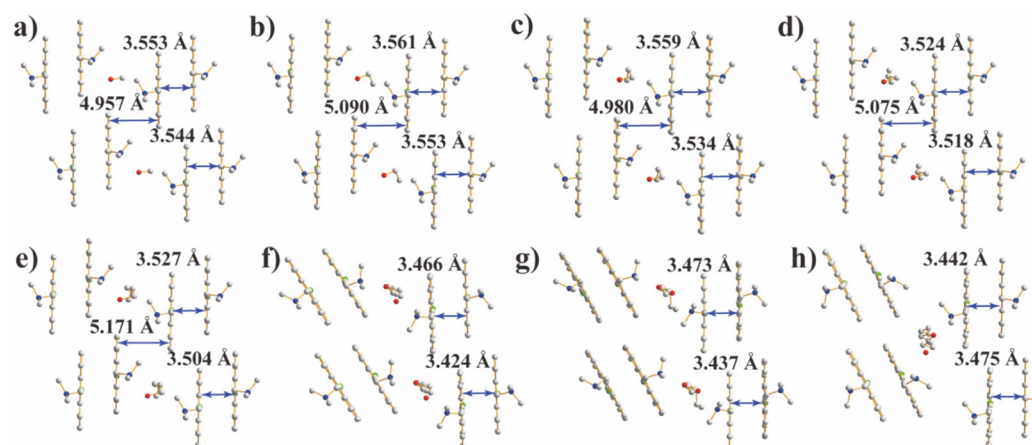 a)
3.553 Å
4.957 Å
3.544 Å
b)
3.561 Å
5.090 Å
3.553 Å
c)
3.559 Å
4.980 Å
3.534 Å
d)
3.524 Å
5.075 Å
3.518 Å
e)
3.527 Å
5.171 Å
3.504 Å
f)
3.466 Å
3.424 Å
g)
3.473 Å
3.437 Å
h)
3.442 Å
3.475 Å